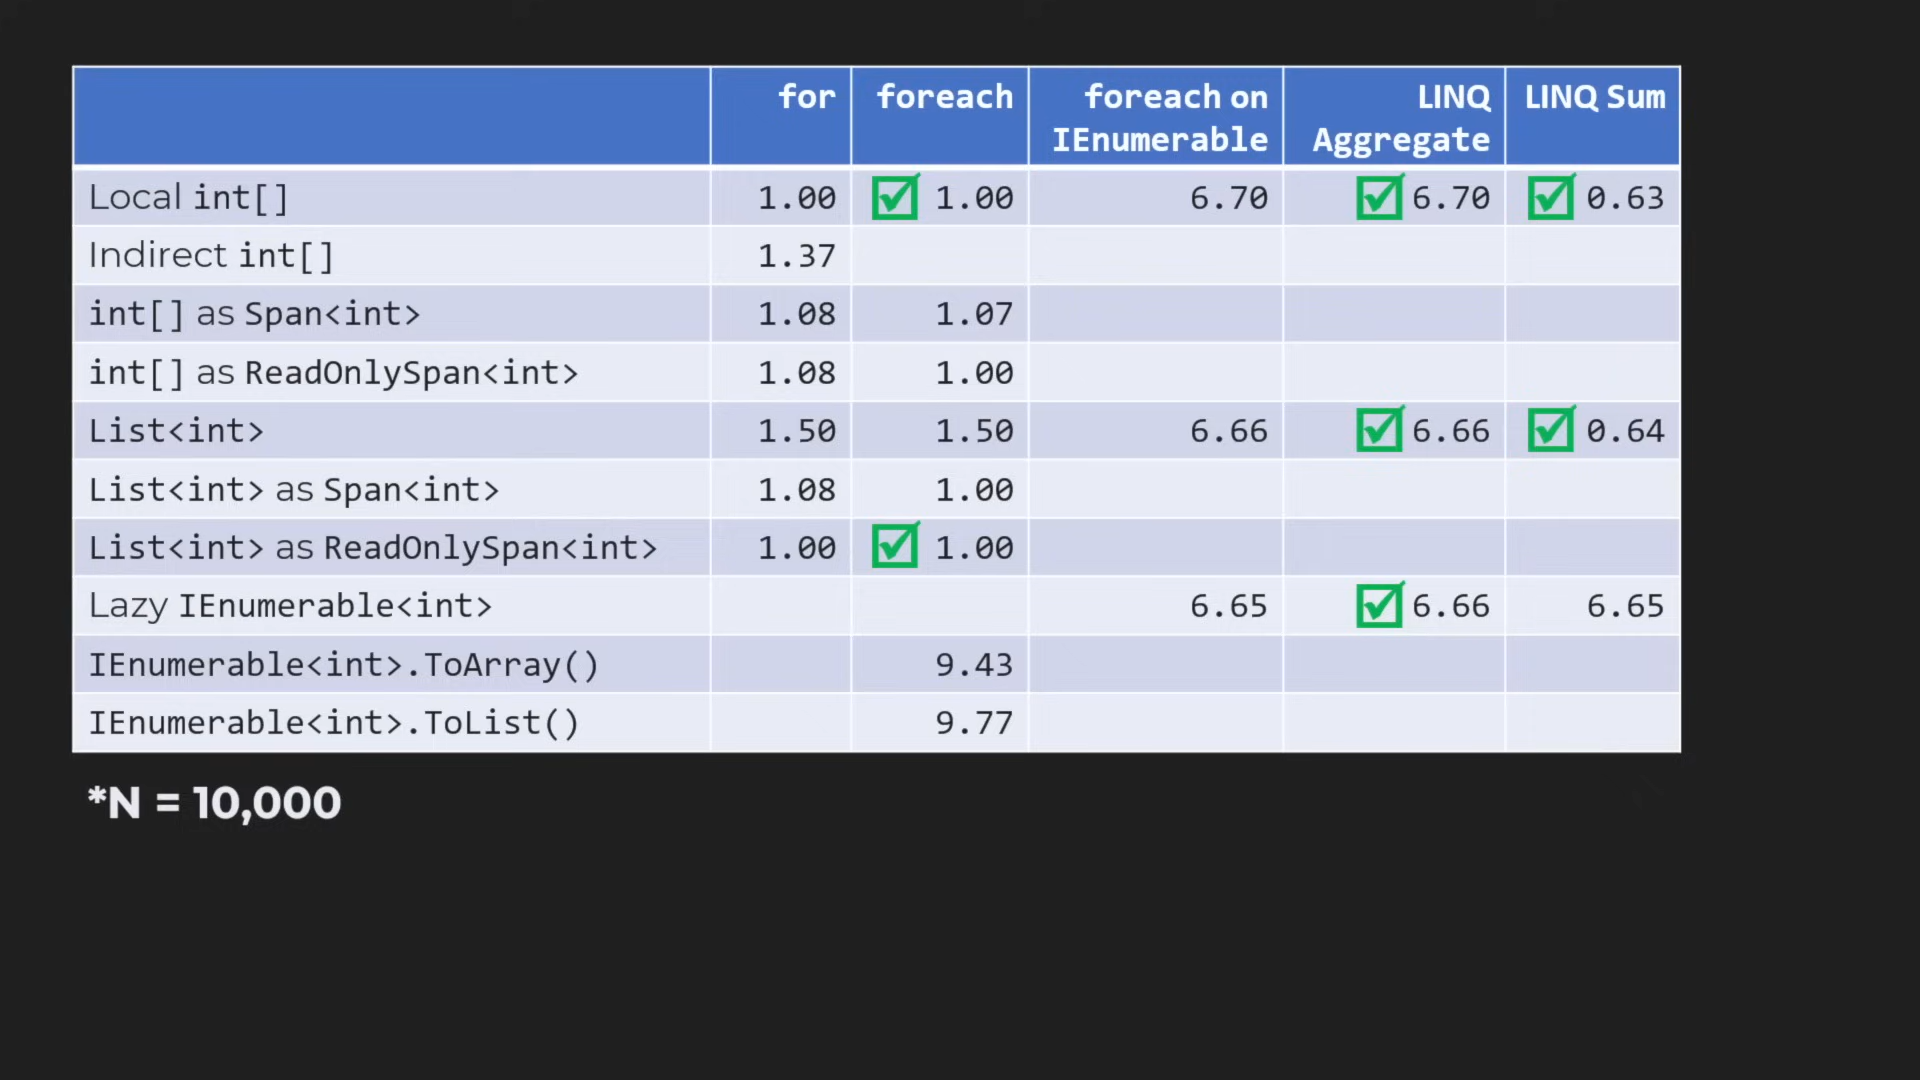 for foreach foreach on IEnumerable LINQ Aggregate LINQ Sum
Local int[] 1.00 1.00 6.70 6.70 0.63
Indirect int[] 1.37
int[] as Span<int> 1.08 1.07
int[] as ReadOnlySpan<int> 1.08 1.00
List<int> 1.50 1.50 6.66 6.66 0.64
List<int> as Span<int> 1.08 1.00
List<int> as ReadOnlySpan<int> 1.00 1.00
Lazy IEnumerable<int> 6.65 6.66 6.65
IEnumerable<int>.ToArray() 9.43
IEnumerable<int>.ToList() 9.77
*N = 10,000